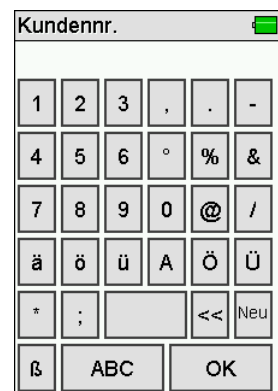 Kundennr.
1 2 3 , . -
4 5 6 ° % &
7 8 9 0 @ /
ä ö ü A Ö Ü
* ; << Neu
ß ABC OK